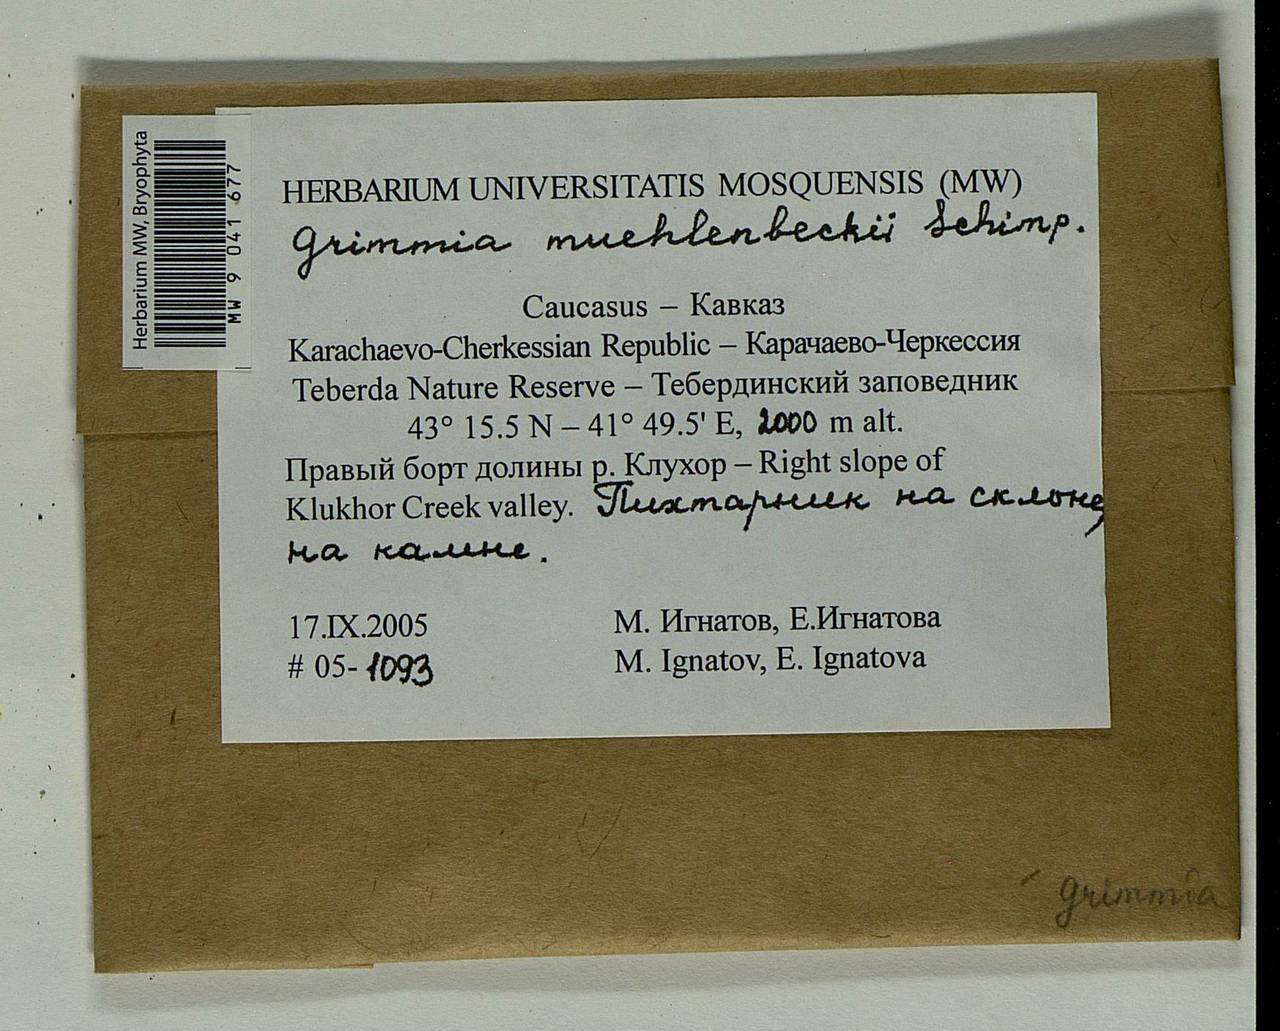 Herbarium MW, Bryophyta
MW 9 041 677
HERBARIUM UNIVERSITATIS MOSQUENSIS (MW)
Grimmia muehlenbeckii Schimp.
Caucasus – Кавказ
Karachaevo-Cherkessian Republic – Карачаево-Черкессия
Teberda Nature Reserve – Тебердинский заповедник
43° 15.5 N – 41° 49.5' E, 2000 m alt.
Правый борт долины р. Клухор – Right slope of
Klukhor Creek valley. Пихтарник на склоне,
на камне.
17.IX.2005 М. Игнатов, Е.Игнатова
# 05-1093 M. Ignatov, E. Ignatova
Grimmia